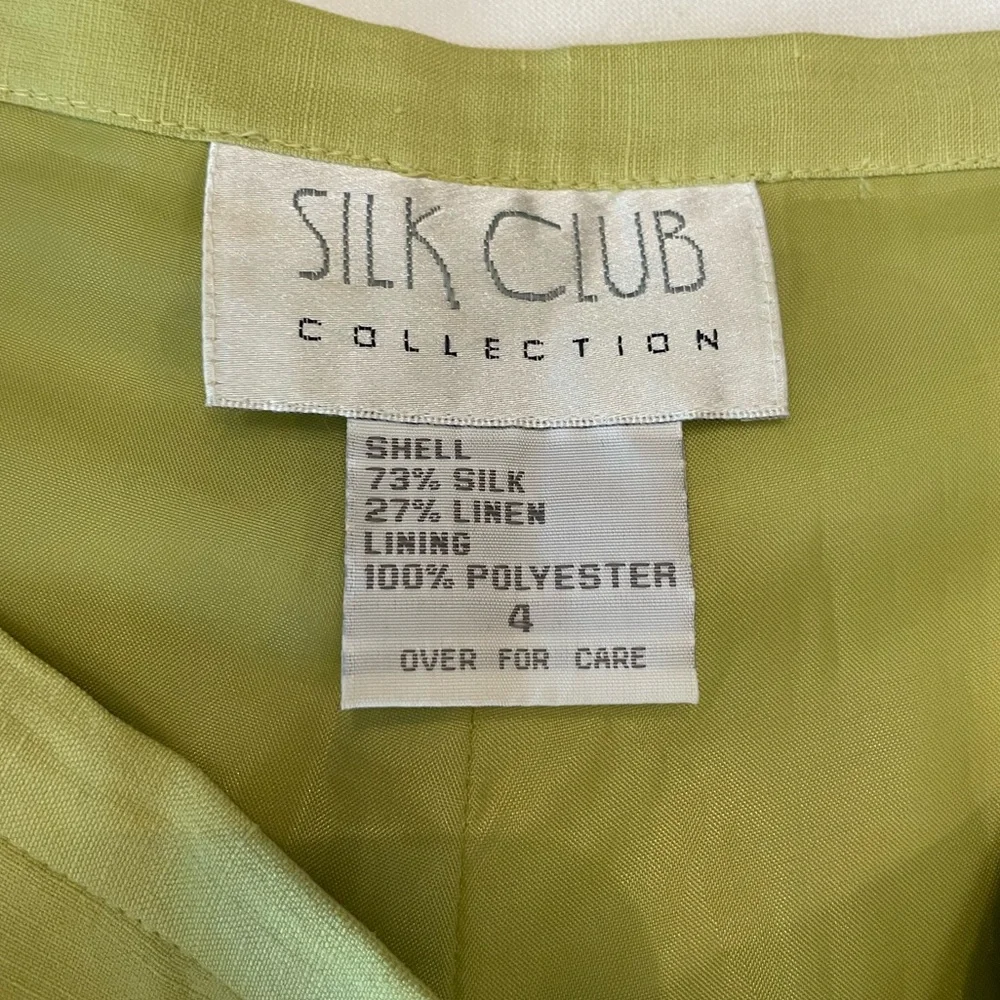 SILK CLUB
COLLECTION
SHELL
73% SILK
27% LINEN
LINING
100% POLYESTER
4
OVER FOR CARE